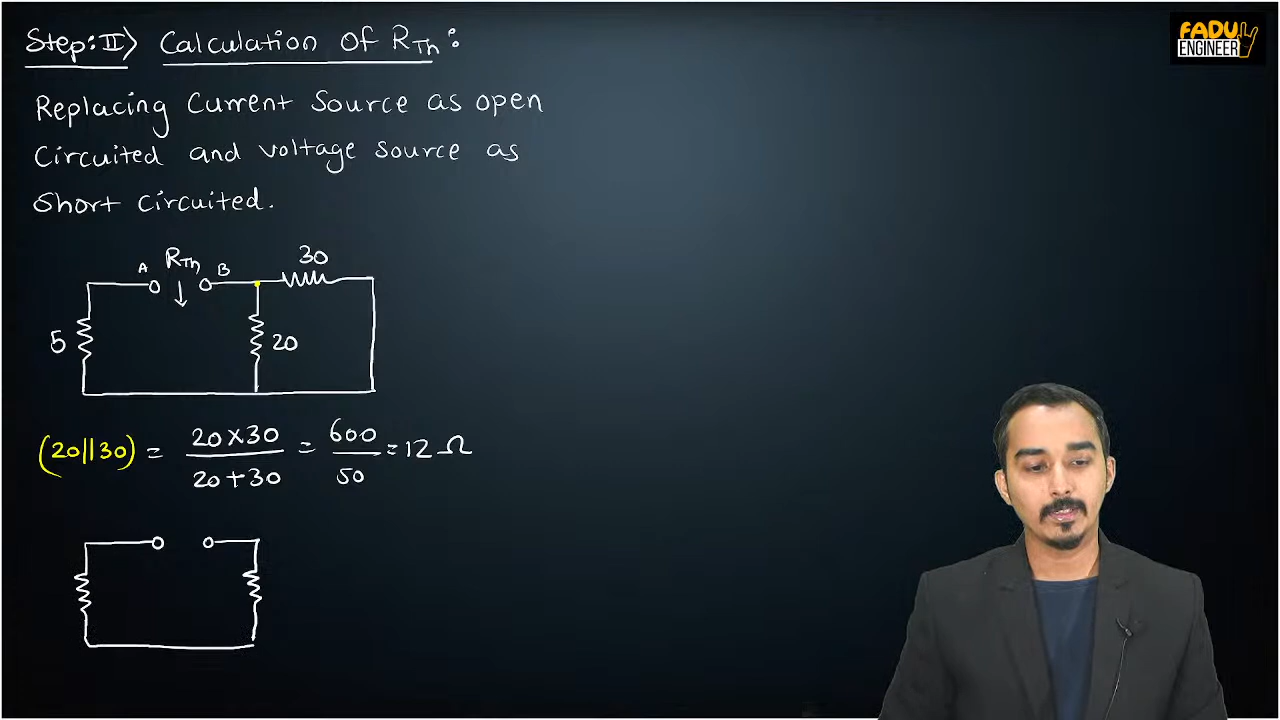 Step:II) Calculation of RTh:
FADU
ENGINEER
Replacing Current Source as open
Circuited and voltage source as
Short circuited.
30
A RTh B
5
20
(20||30) = 20×30 / 20+30 = 600 / 50 = 12 Ω